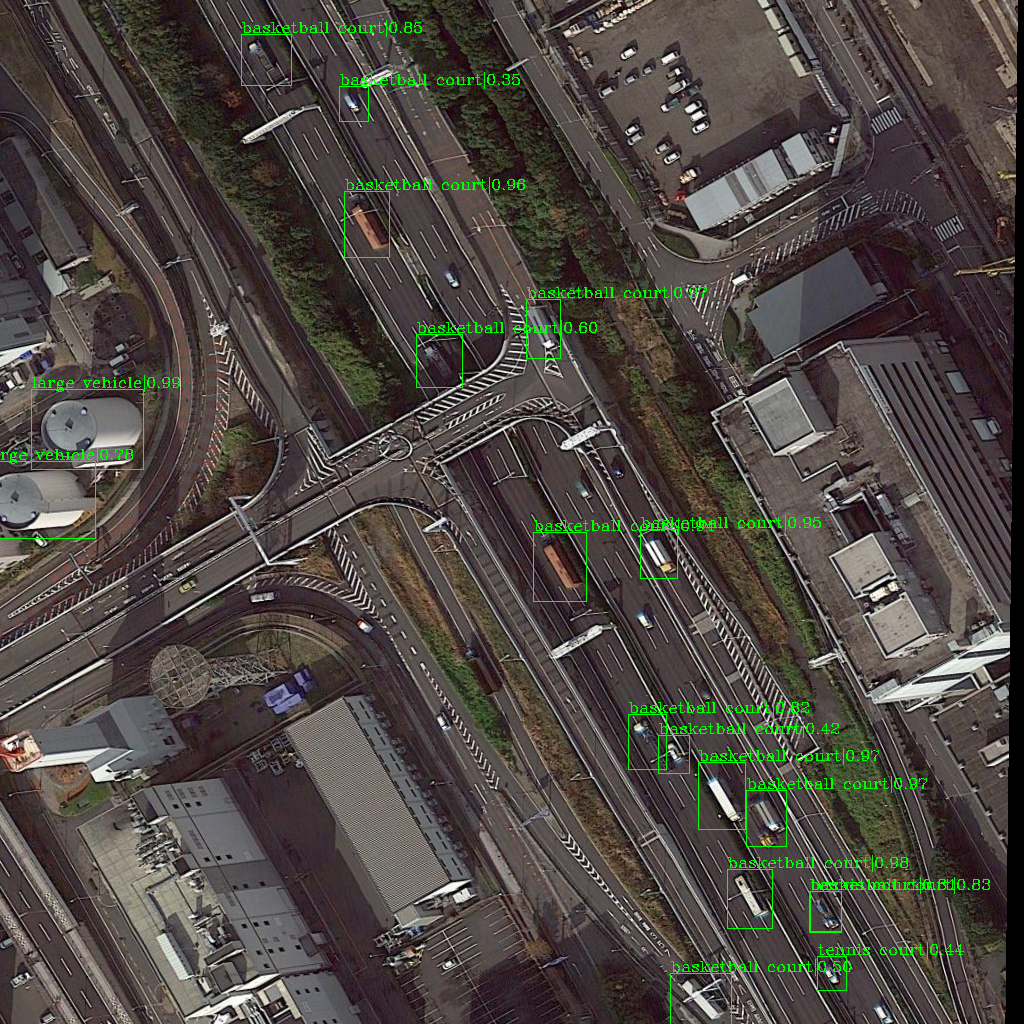 basketball court|0.85
basketball court|0.35
basketball court|0.96
basketball court|0.97
basketball court|0.60
large vehicle|0.99
rge vehicle|0.78
basketball court
basketball court|0.95
basketball court|0.82
basketball court|0.42
basketball court|0.97
basketball court|0.97
basketball court|0.98
tennis court|0.44
basketball court|0.50